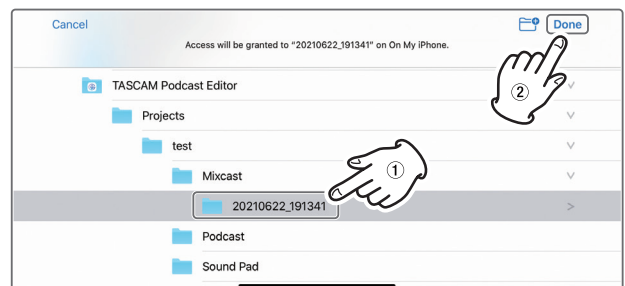 Cancel
Done
Access will be granted to “20210622_191341” on On My iPhone.
②
TASCAM Podcast Editor
Projects
test
Mixcast
①
20210622_191341
Podcast
Sound Pad